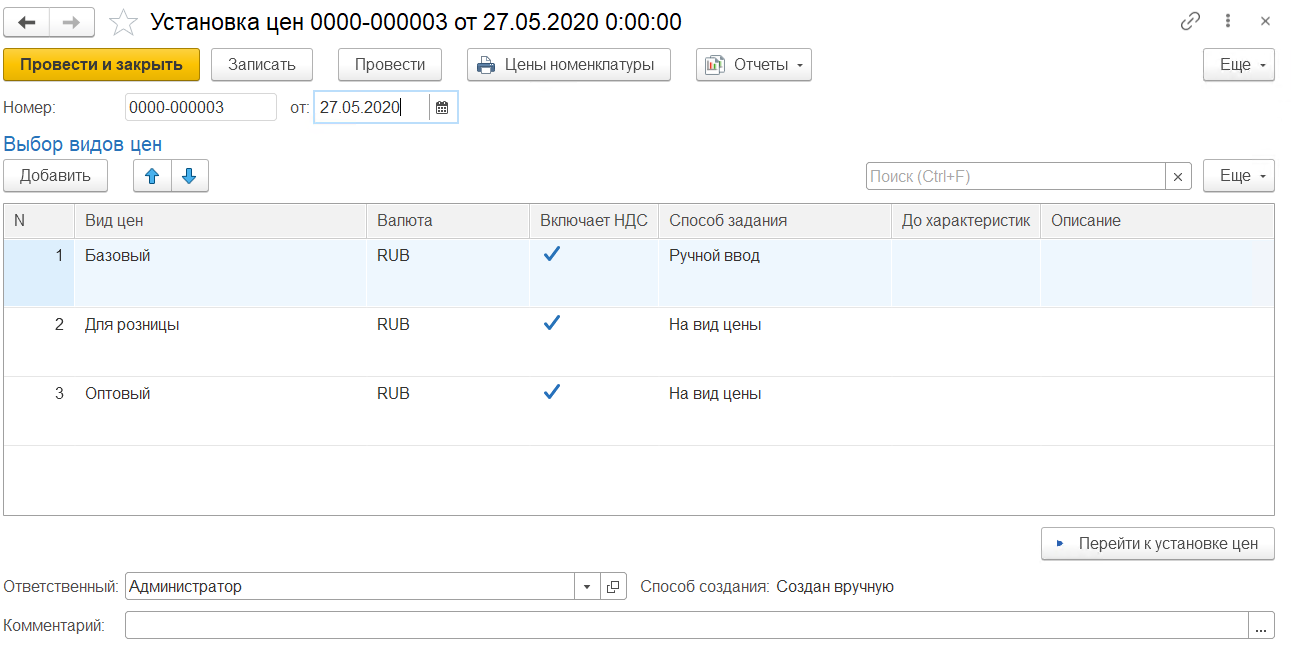 Установка цен 0000-000003 от 27.05.2020 0:00:00
Провести и закрыть Записать Провести Цены номенклатуры Отчеты Еще
Номер: 0000-000003 от: 27.05.2020
Выбор видов цен
Добавить Поиск (Ctrl+F) Еще
N Вид цен Валюта Включает НДС Способ задания До характеристик Описание
1 Базовый RUB Ручной ввод
2 Для розницы RUB На вид цены
3 Оптовый RUB На вид цены
Перейти к установке цен
Ответственный: Администратор Способ создания: Создан вручную
Комментарий: ...